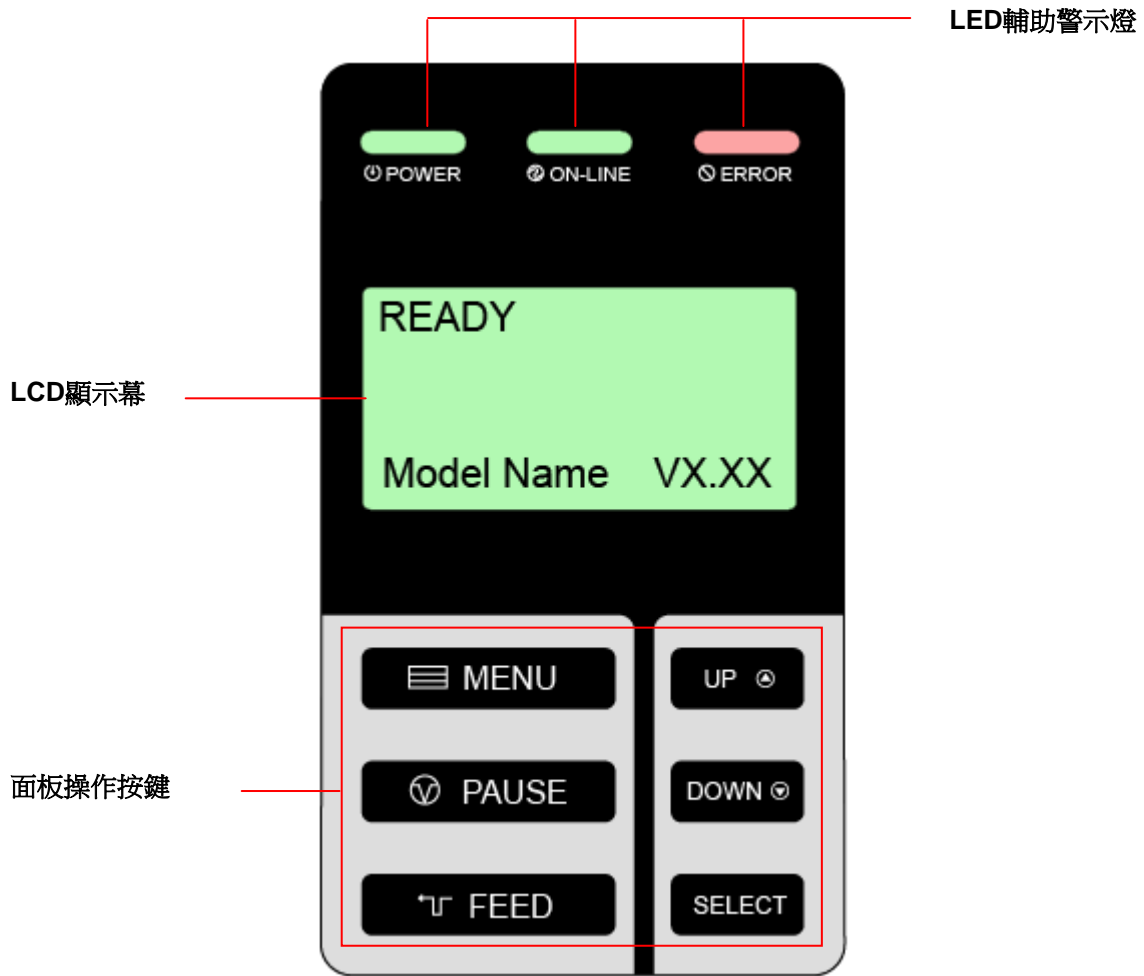 LED輔助警示燈
POWER
ON-LINE
ERROR
READY
LCD顯示幕
Model Name VX.XX
MENU
UP
面板操作按鍵
PAUSE
DOWN
FEED
SELECT